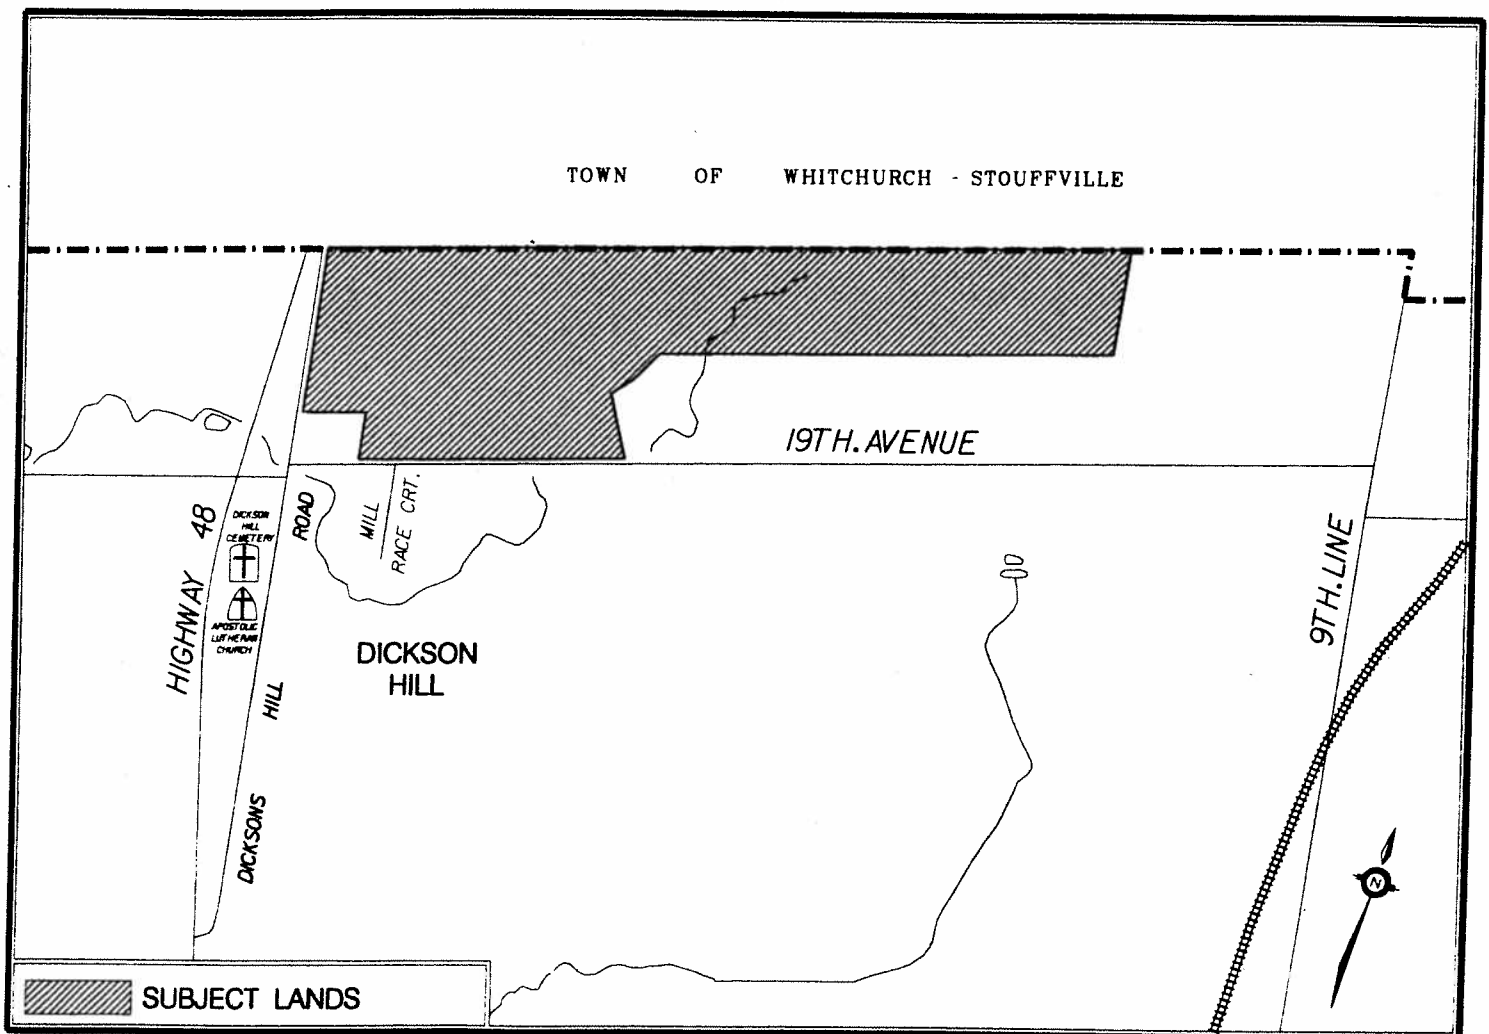 TOWN OF WHITCHURCH - STOUFFVILLE
19TH. AVENUE
HIGHWAY 48
DICKSON
HILL
CEMETERY
APOSTOLIC
LUTHERAN
CHURCH
DICKSONS HILL ROAD
MILL
RACE CRT.
DICKSON
HILL
9TH. LINE
N
SUBJECT LANDS